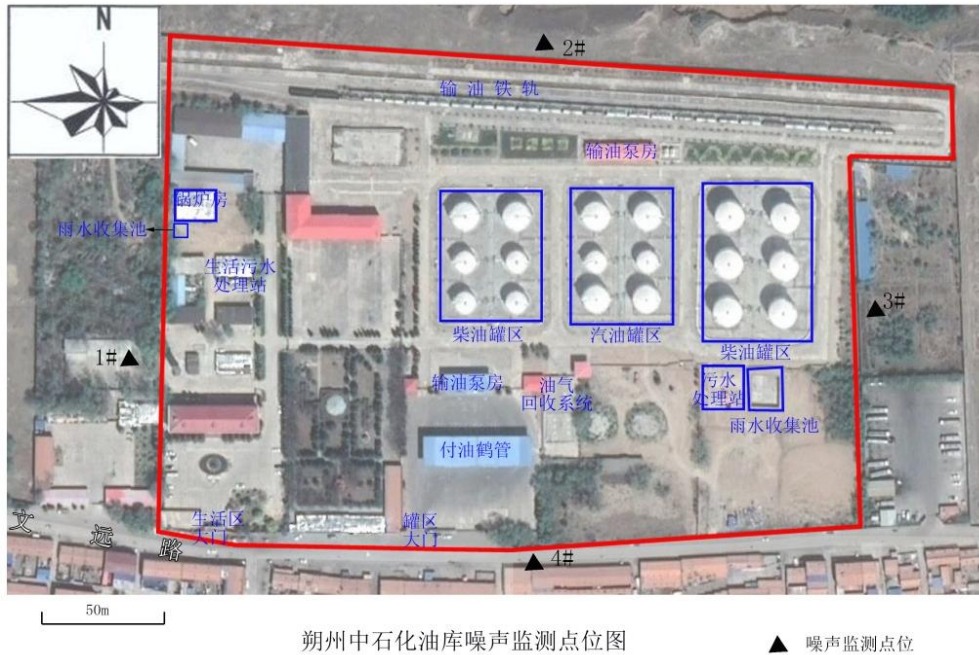 N
2#
输油铁轨
输油泵房
锅炉房
雨水收集池
生活污水
处理站
3#
柴油罐区
汽油罐区
柴油罐区
1#
输油泵房
油气
回收系统
污水
处理站
雨水收集池
付油鹤管
文远路
生活区
大门
罐区
大门
4#
50m
朔州中石化油库噪声监测点位图
噪声监测点位